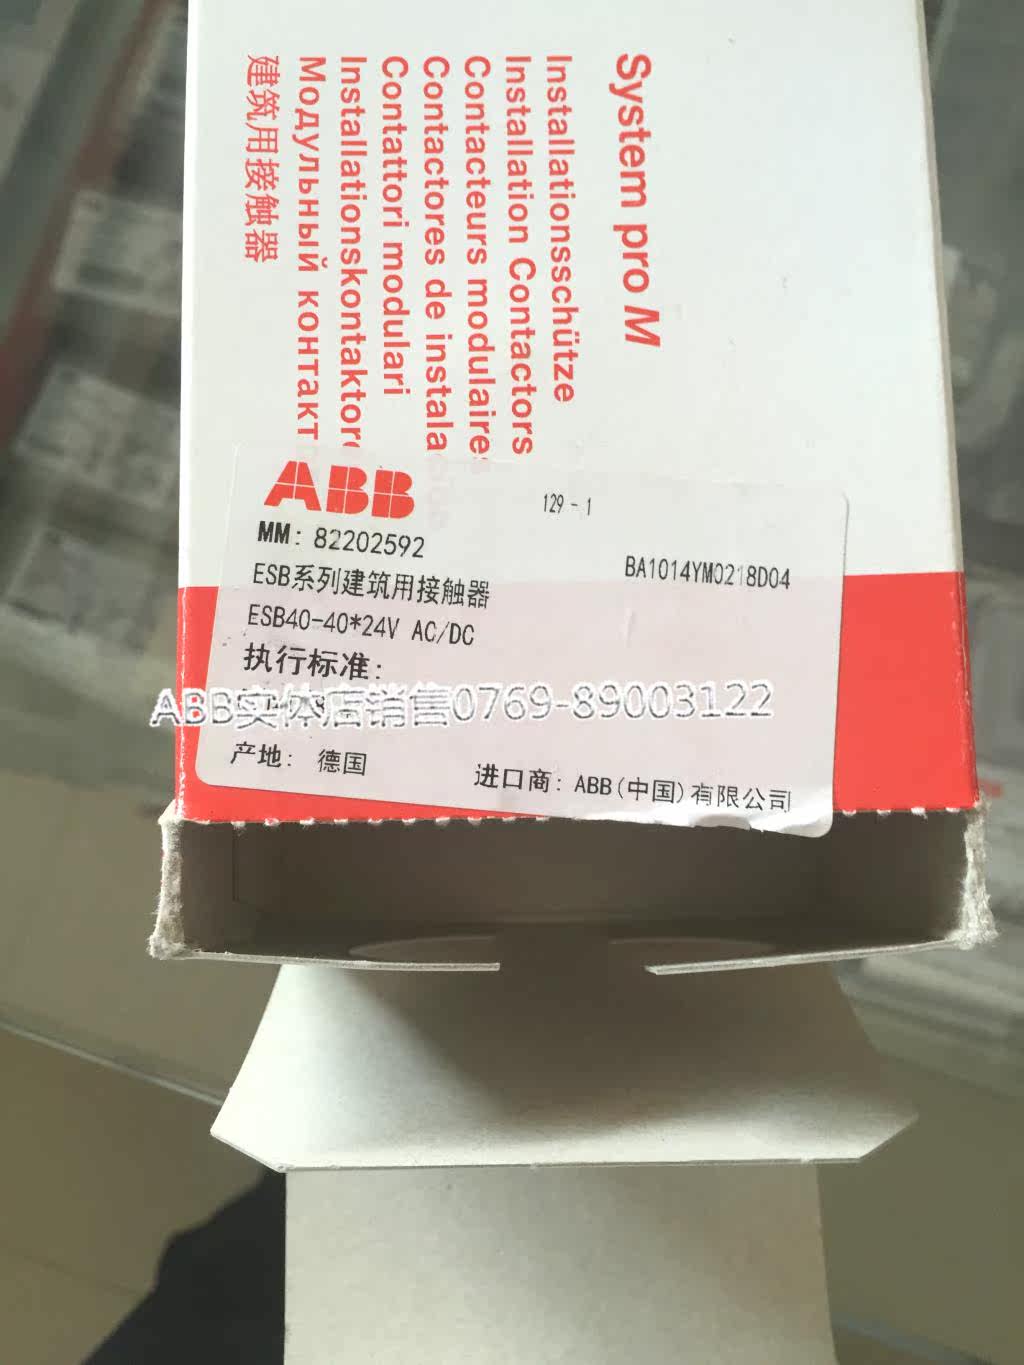 System pro M
Installationsschütze
Installation Contactors
Contacteurs modulaires
Contactores de instala
Contattori modulari
Installationskontaktore
Модульный контакт
建筑用接触器
ABB
129-1
MM: 82202592
BA1014YM0218D04
ESB系列建筑用接触器
ESB40-40*24V AC/DC
执行标准:
ABB实体店销售0769-89003122
产地: 德国
进口商: ABB(中国)有限公司